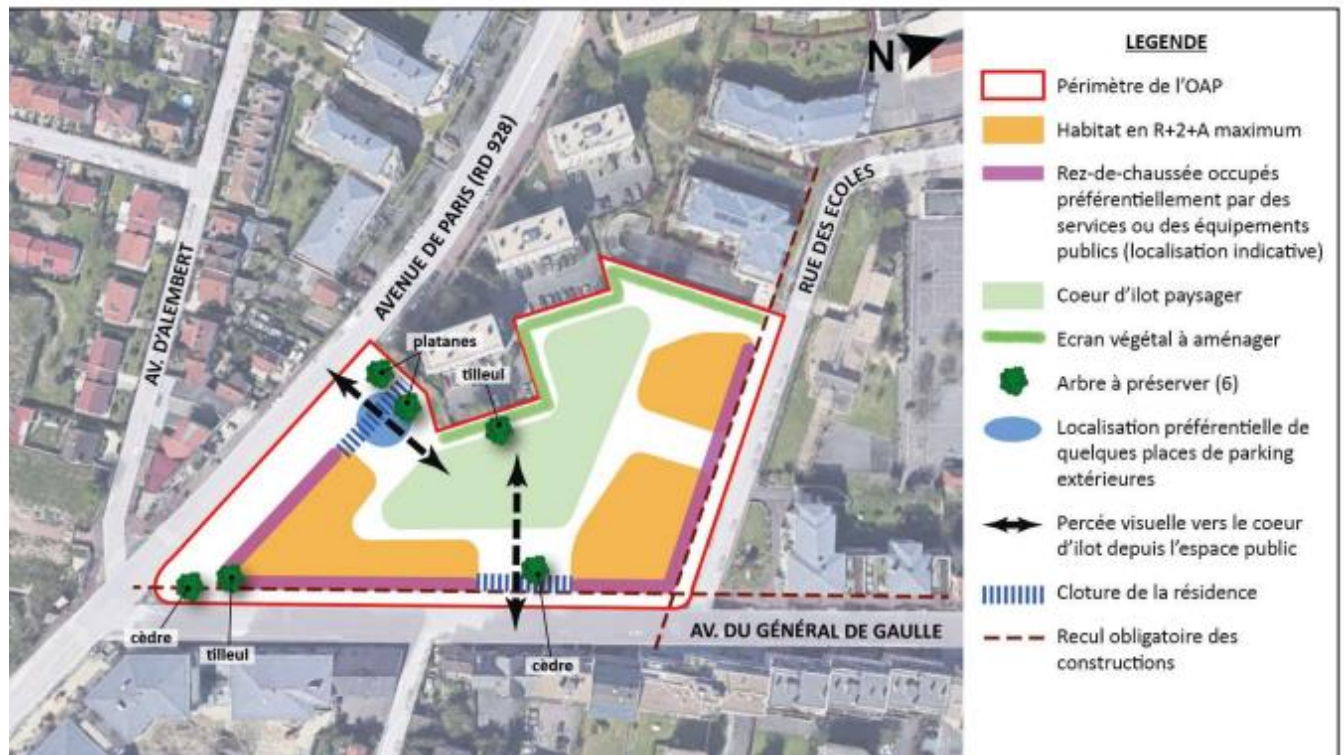 N
AVENUE DE PARIS (RD 928)
AV. D'ALEMBERT
RUE DES ECOLES
platanes
tilleul
cèdre
tilleul
cèdre
AV. DU GÉNÉRAL DE GAULLE
LEGENDE
Périmètre de l'OAP
Habitat en R+2+A maximum
Rez-de-chaussée occupés
préférentiellement par des
services ou des équipements
publics (localisation indicative)
Coeur d'ilot paysager
Ecran végétal à aménager
Arbre à préserver (6)
Localisation préférentielle de
quelques places de parking
extérieures
Percée visuelle vers le coeur
d'ilot depuis l'espace public
Cloture de la résidence
Recul obligatoire des
constructions